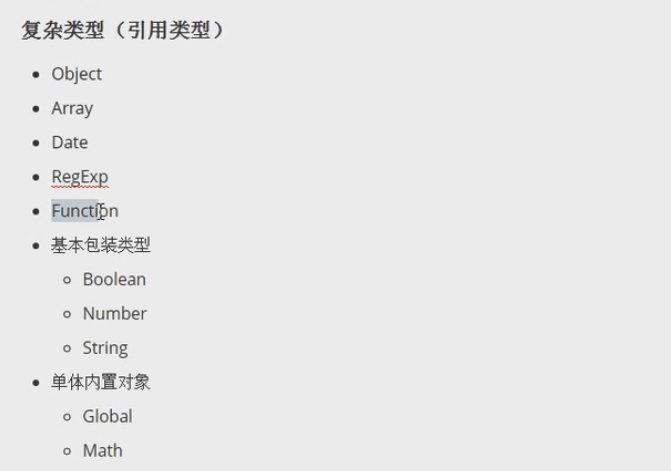 复杂类型（引用类型）
Object
Array
Date
RegExp
Function
基本包装类型
Boolean
Number
String
单体内置对象
Global
Math